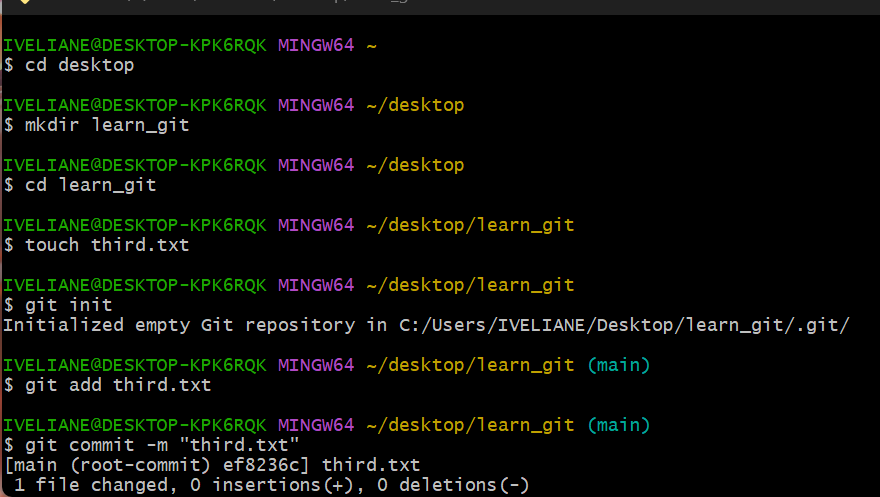 IVELIANE@DESKTOP-KPK6RQK MINGW64 ~
$ cd desktop
IVELIANE@DESKTOP-KPK6RQK MINGW64 ~/desktop
$ mkdir learn_git
IVELIANE@DESKTOP-KPK6RQK MINGW64 ~/desktop
$ cd learn_git
IVELIANE@DESKTOP-KPK6RQK MINGW64 ~/desktop/learn_git
$ touch third.txt
IVELIANE@DESKTOP-KPK6RQK MINGW64 ~/desktop/learn_git
$ git init
Initialized empty Git repository in C:/Users/IVELIANE/Desktop/learn_git/.git/
IVELIANE@DESKTOP-KPK6RQK MINGW64 ~/desktop/learn_git (main)
$ git add third.txt
IVELIANE@DESKTOP-KPK6RQK MINGW64 ~/desktop/learn_git (main)
$ git commit -m "third.txt"
[main (root-commit) ef8236c] third.txt
 1 file changed, 0 insertions(+), 0 deletions(-)